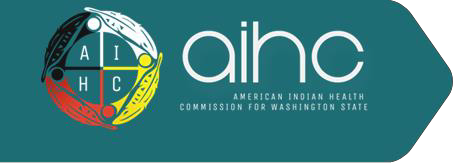 A I
H C
aihc
AMERICAN INDIAN HEALTH
COMMISSION FOR WASHINGTON STATE